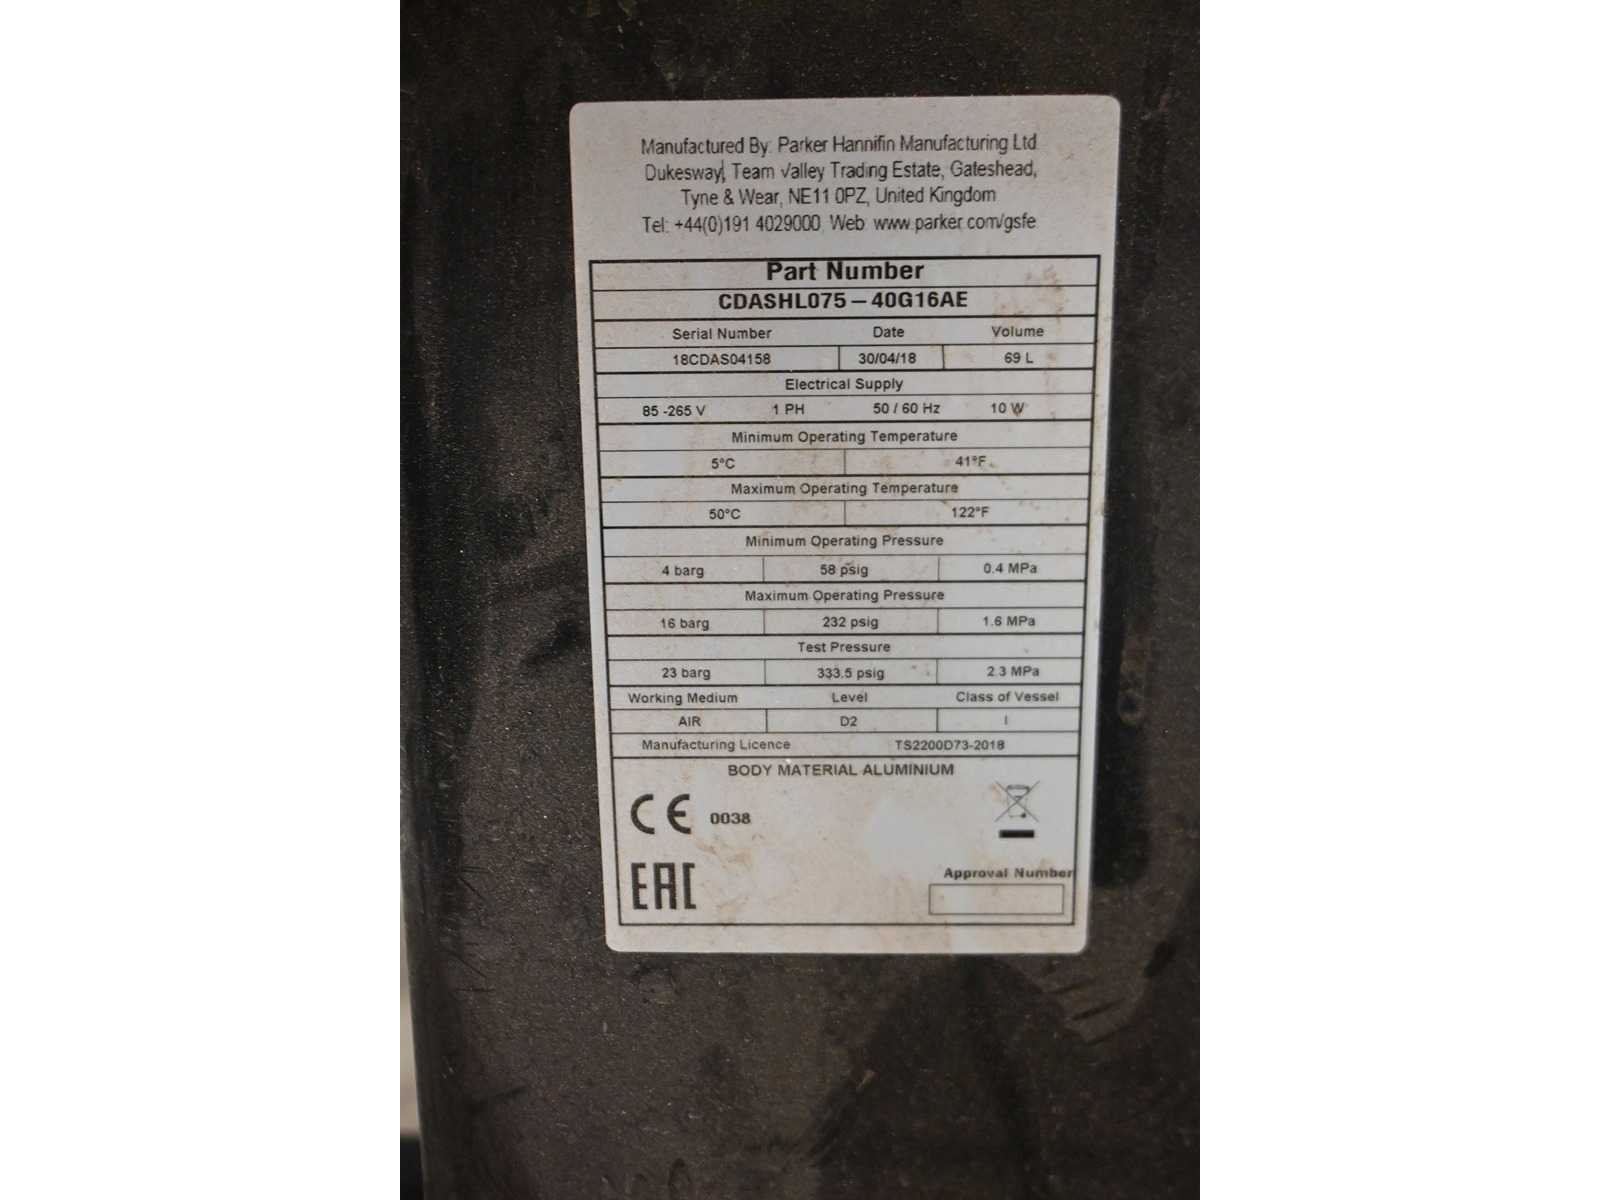 Manufactured By: Parker Hannifin Manufacturing Ltd
Dukesway, Team Valley Trading Estate, Gateshead,
Tyne & Wear, NE11 0PZ, United Kingdom
Tel: +44(0)191 4029000 Web www.parker.com/gsfe
Part Number
CDASHL075-40G16AE
Serial Number Date Volume
18CDAS04158 30/04/18 69 L
Electrical Supply
85 -265 V 1 PH 50 / 60 Hz 10 W
Minimum Operating Temperature
5°C 41°F
Maximum Operating Temperature
50°C 122°F
Minimum Operating Pressure
4 barg 58 psig 0.4 MPa
Maximum Operating Pressure
16 barg 232 psig 1.6 MPa
Test Pressure
23 barg 333.5 psig 2.3 MPa
Working Medium Level Class of Vessel
AIR D2 I
Manufacturing Licence TS2200D73-2018
BODY MATERIAL ALUMINIUM
CE 0038
EAC
Approval Number